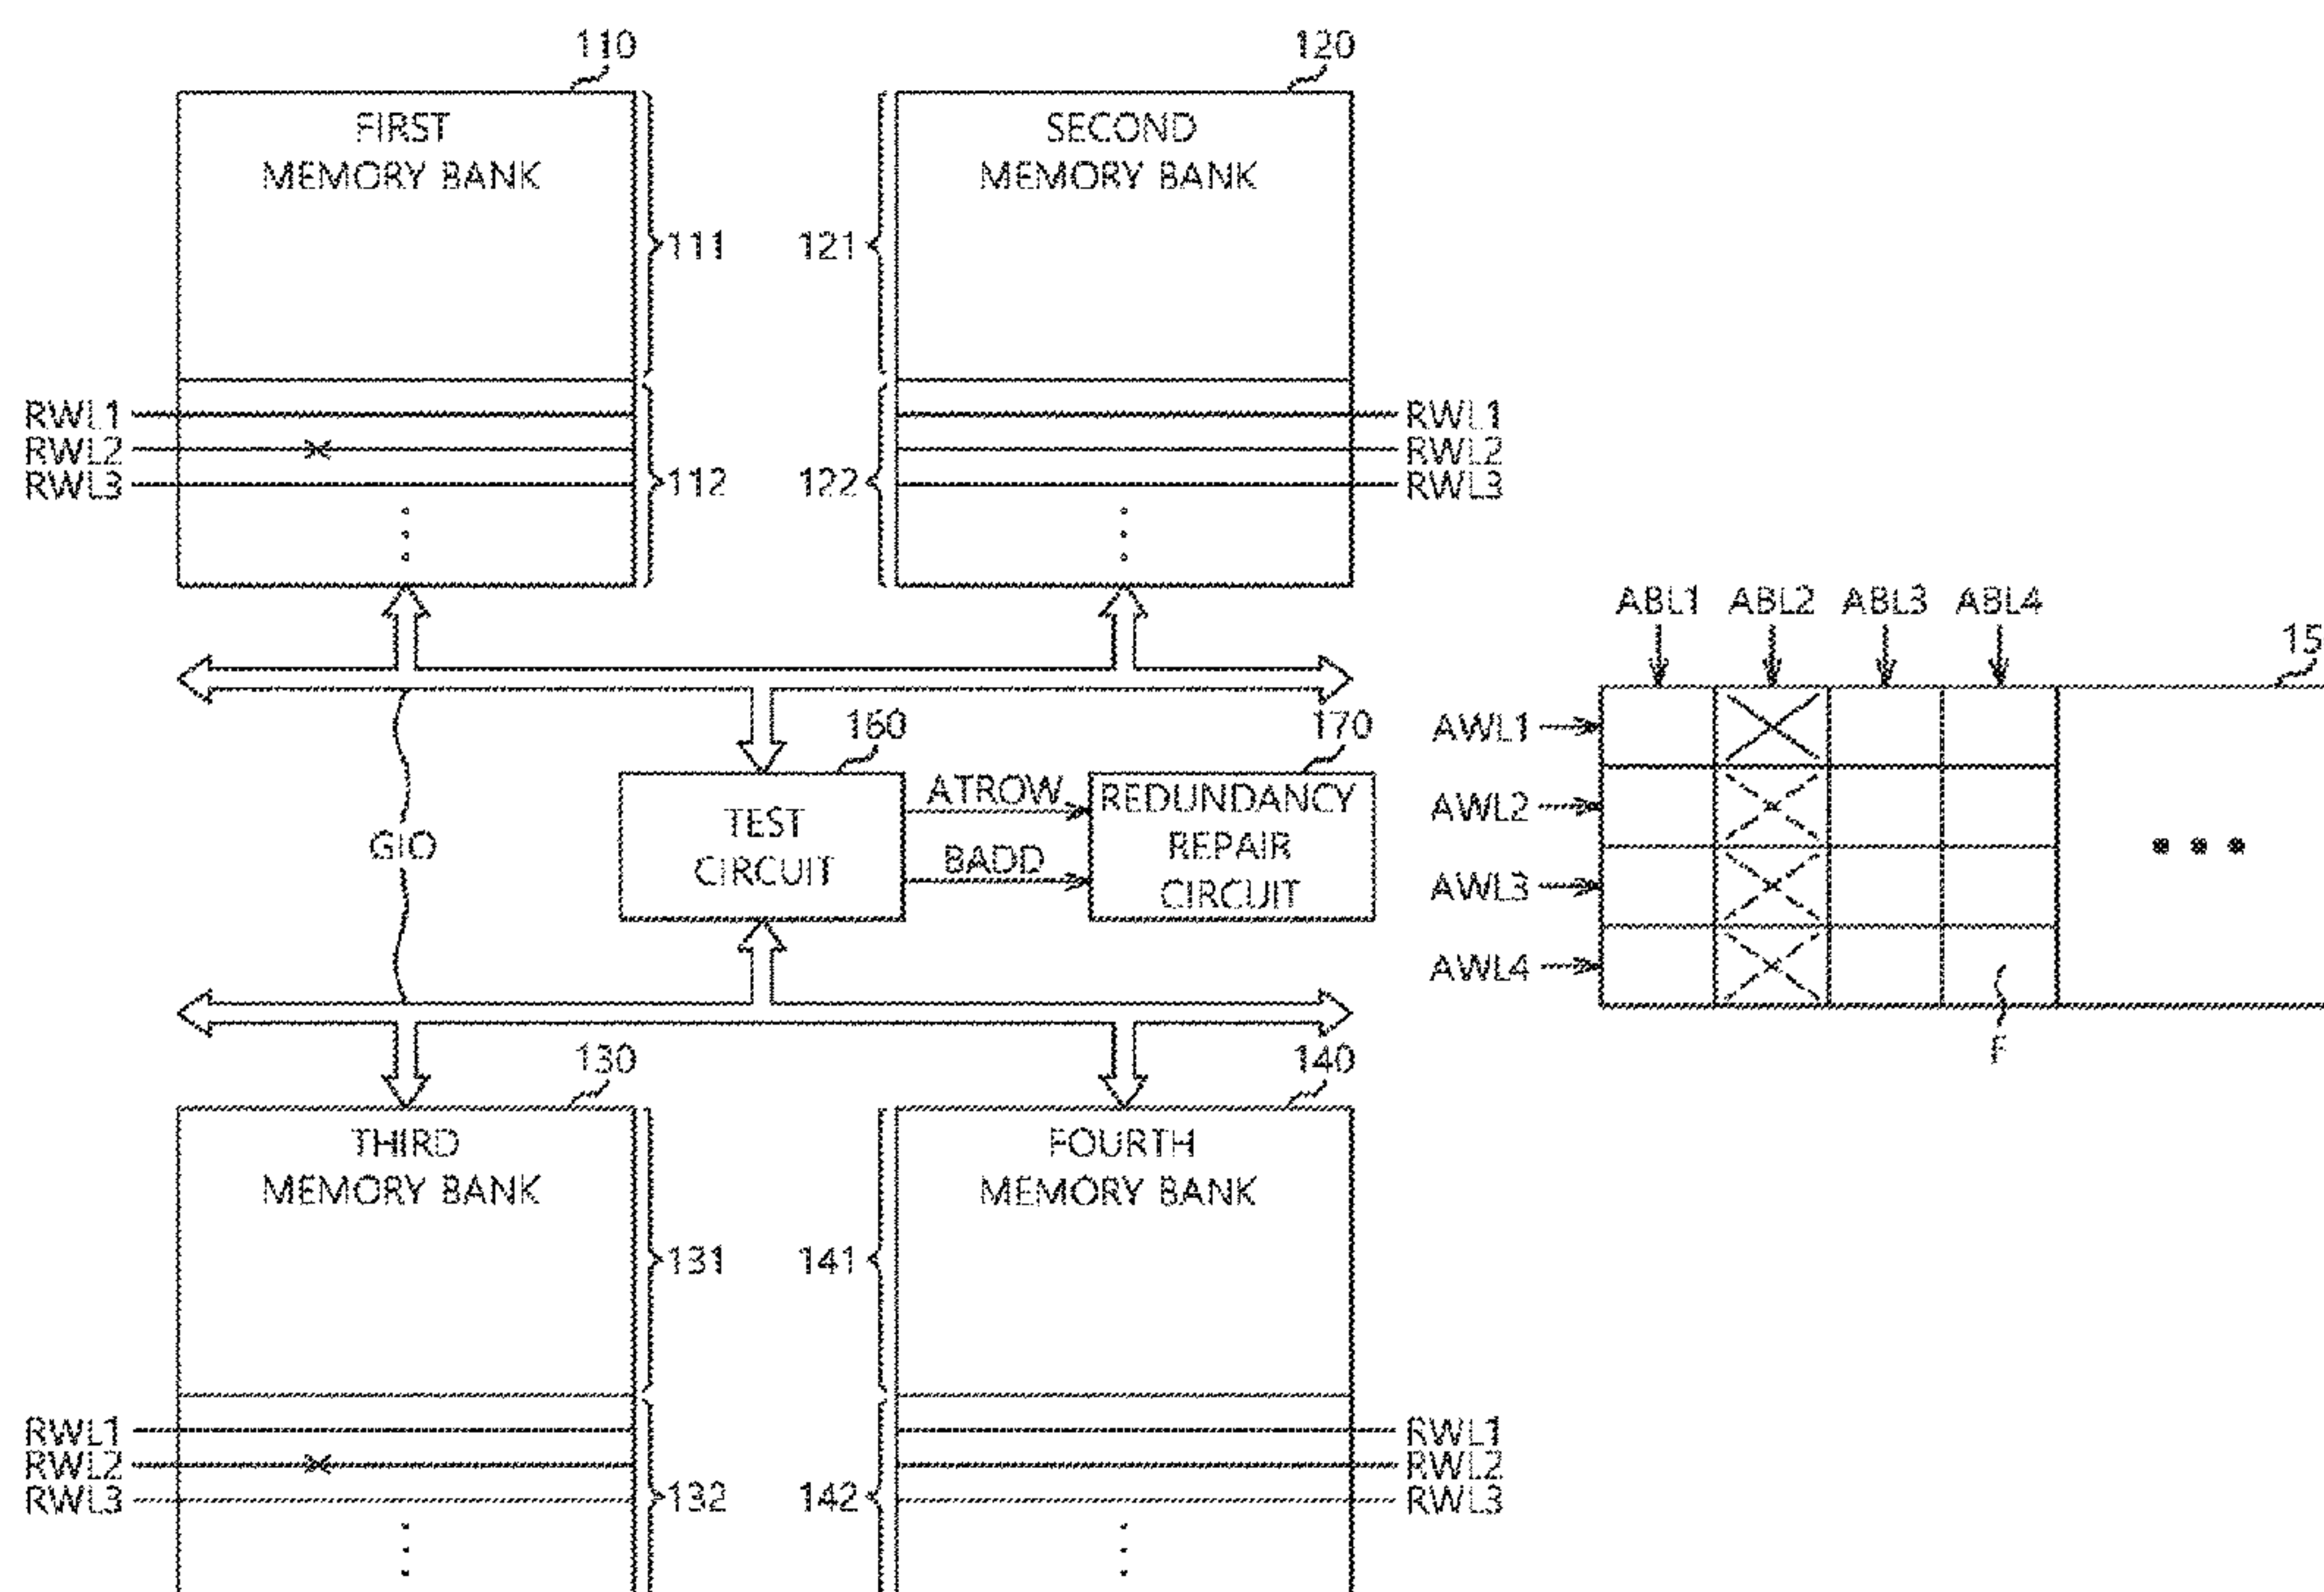 110
120
FIRST
MEMORY BANK
SECOND
MEMORY BANK
111
121
RWL1
RWL2
RWL3
112
122
RWL1
RWL2
RWL3
ABL1 ABL2 ABL3 ABL4
15
AWL1
AWL2
AWL3
AWL4
F
160
170
GIO
TEST
CIRCUIT
ATROW
BADD
REDUNDANCY
REPAIR
CIRCUIT
130
140
THIRD
MEMORY BANK
FOURTH
MEMORY BANK
131
141
RWL1
RWL2
RWL3
132
142
RWL1
RWL2
RWL3